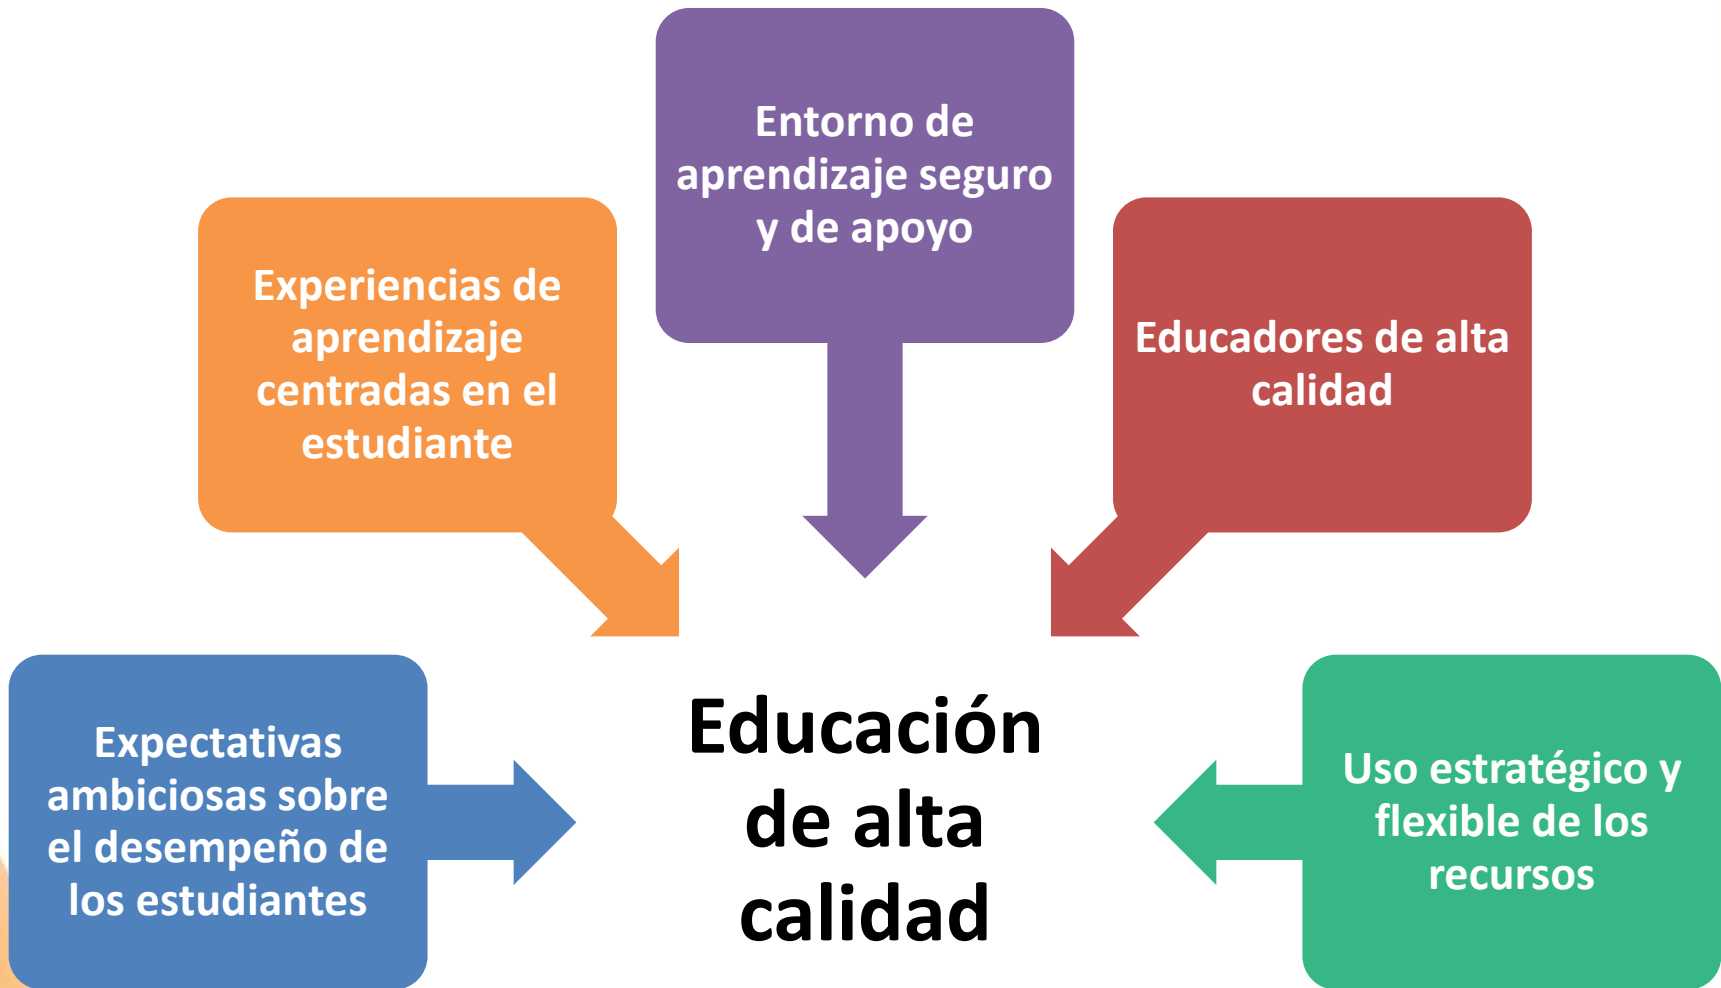 Entorno de
aprendizaje seguro
y de apoyo
Experiencias de
aprendizaje
centradas en el
estudiante
Educadores de alta
calidad
Expectativas
ambiciosas sobre
el desempeño de
los estudiantes
Educación
de alta
calidad
Uso estratégico y
flexible de los
recursos